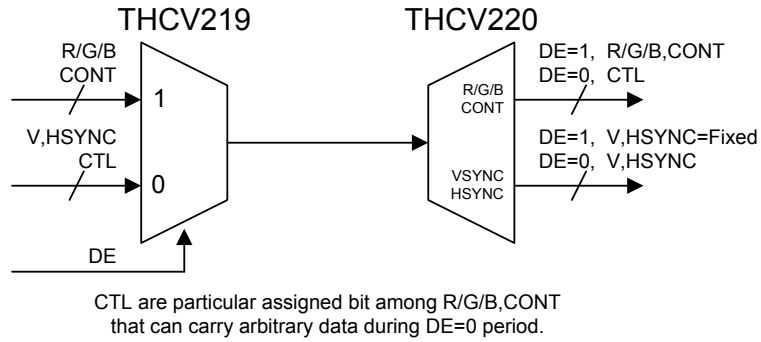 THCV219
THCV220
R/G/B
CONT
1
V,HSYNC
CTL
0
DE
R/G/B
CONT
VSYNC
HSYNC
DE=1, R/G/B,CONT
DE=0, CTL
DE=1, V,HSYNC=Fixed
DE=0, V,HSYNC
CTL are particular assigned bit among R/G/B,CONT
that can carry arbitrary data during DE=0 period.